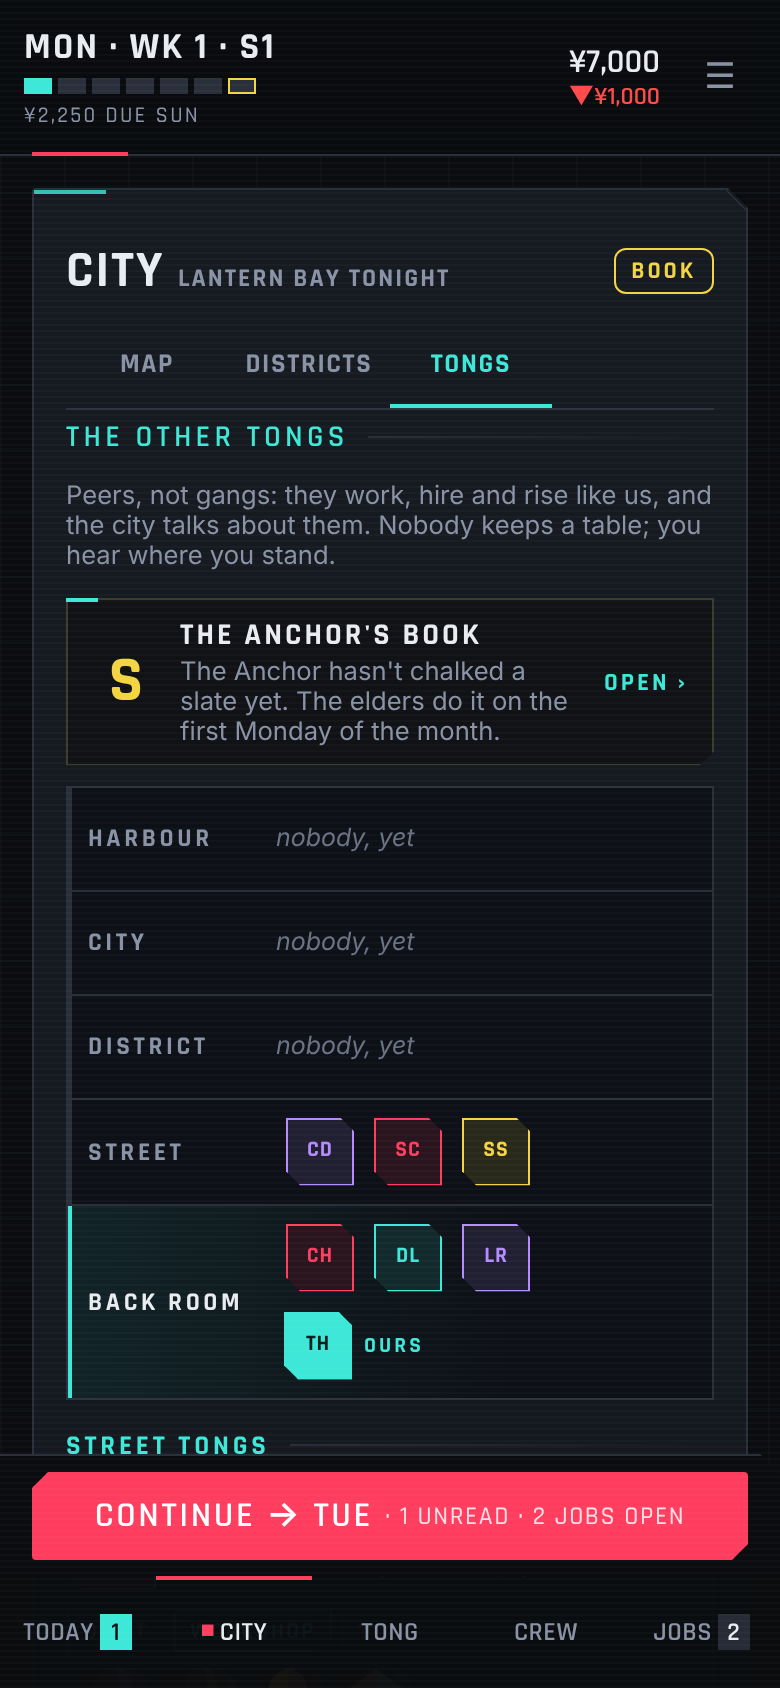 MON · WK 1 · S1
¥7,000
▼¥1,000
☰
¥2,250 DUE SUN
CITY LANTERN BAY TONIGHT
BOOK
MAP DISTRICTS TONGS
THE OTHER TONGS
Peers, not gangs: they work, hire and rise like us, and
the city talks about them. Nobody keeps a table; you
hear where you stand.
S
THE ANCHOR'S BOOK
The Anchor hasn't chalked a
slate yet. The elders do it on the
first Monday of the month.
OPEN ›
HARBOUR nobody, yet
CITY nobody, yet
DISTRICT nobody, yet
STREET CD SC SS
BACK ROOM CH DL LR
TH OURS
STREET TONGS
CONTINUE → TUE · 1 UNREAD · 2 JOBS OPEN
TODAY 1 CITY TONG CREW JOBS 2